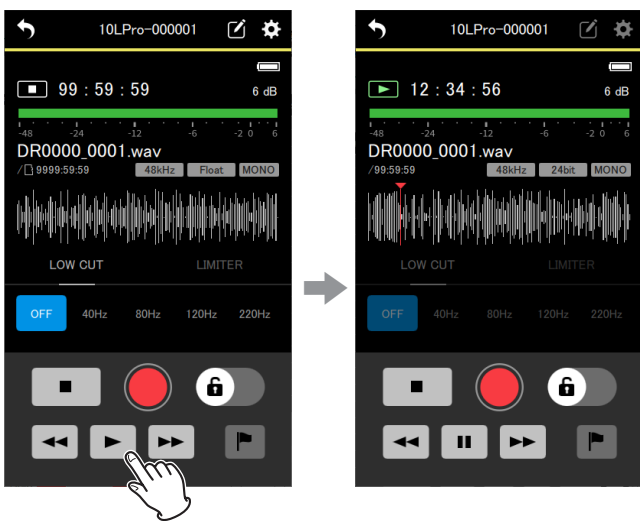 10LPro-000001
99 : 59 : 59
6 dB
-48 -24 -12 -6 -2 0 6
DR0000_0001.wav
/ 9999:59:59 48kHz Float MONO
LOW CUT LIMITER
OFF 40Hz 80Hz 120Hz 220Hz
10LPro-000001
12 : 34 : 56
6 dB
-48 -24 -12 -6 -2 0 6
DR0000_0001.wav
/99:59:59 48kHz 24bit MONO
LOW CUT LIMITER
OFF 40Hz 80Hz 120Hz 220Hz